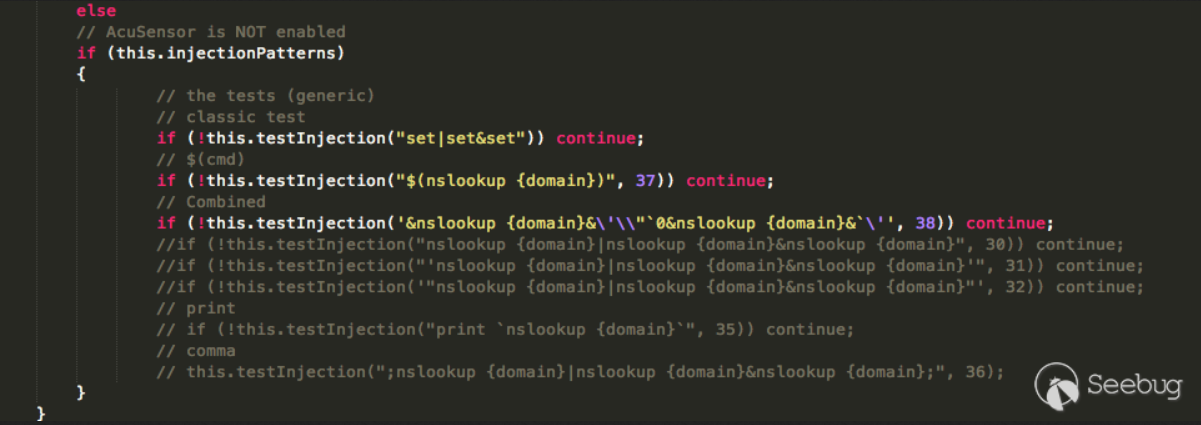 else
// AcuSensor is NOT enabled
if (this.injectionPatterns)
{
// the tests (generic)
// classic test
if (!this.testInjection("set|set&set")) continue;
// $(cmd)
if (!this.testInjection("$(nslookup {domain})", 37)) continue;
// Combined
if (!this.testInjection('&nslookup {domain}&\'\\"`0&nslookup {domain}&`\'', 38)) continue;
//if (!this.testInjection("nslookup {domain}|nslookup {domain}&nslookup {domain}", 30)) continue;
//if (!this.testInjection("'nslookup {domain}|nslookup {domain}&nslookup {domain}'", 31)) continue;
//if (!this.testInjection('"nslookup {domain}|nslookup {domain}&nslookup {domain}"', 32)) continue;
// print
// if (!this.testInjection("print `nslookup {domain}`", 35)) continue;
// comma
// this.testInjection(";nslookup {domain}|nslookup {domain}&nslookup {domain};", 36);
}
}
Seebug